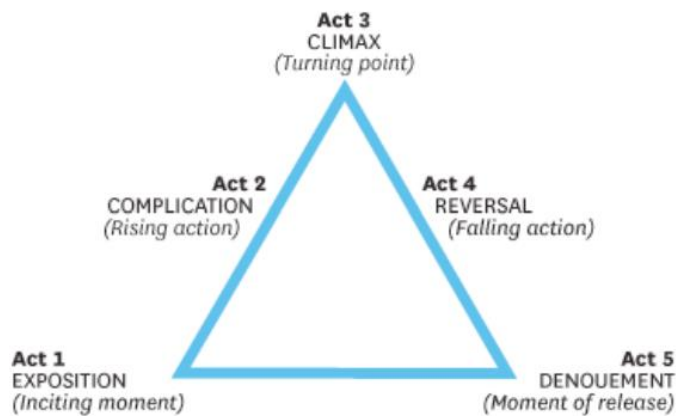 Act 3
CLIMAX
(Turning point)
Act 2
COMPLICATION
(Rising action)
Act 4
REVERSAL
(Falling action)
Act 1
EXPOSITION
(Inciting moment)
Act 5
DENOUEMENT
(Moment of release)